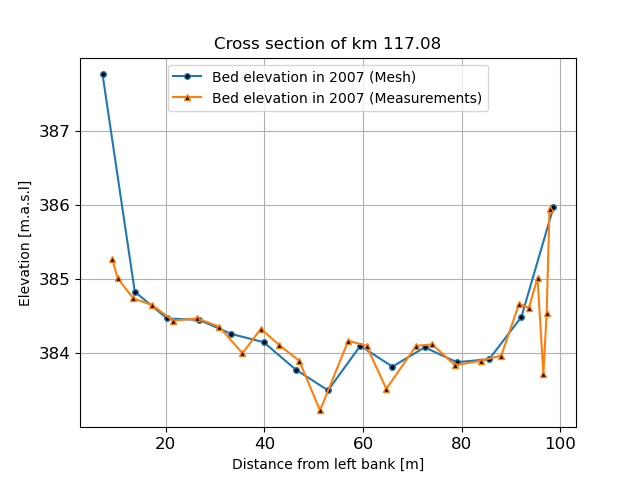 Cross section of km 117.08
Bed elevation in 2007 (Mesh)
Bed elevation in 2007 (Measurements)
Elevation [m.a.s.l]
387
386
385
384
20 40 60 80 100
Distance from left bank [m]